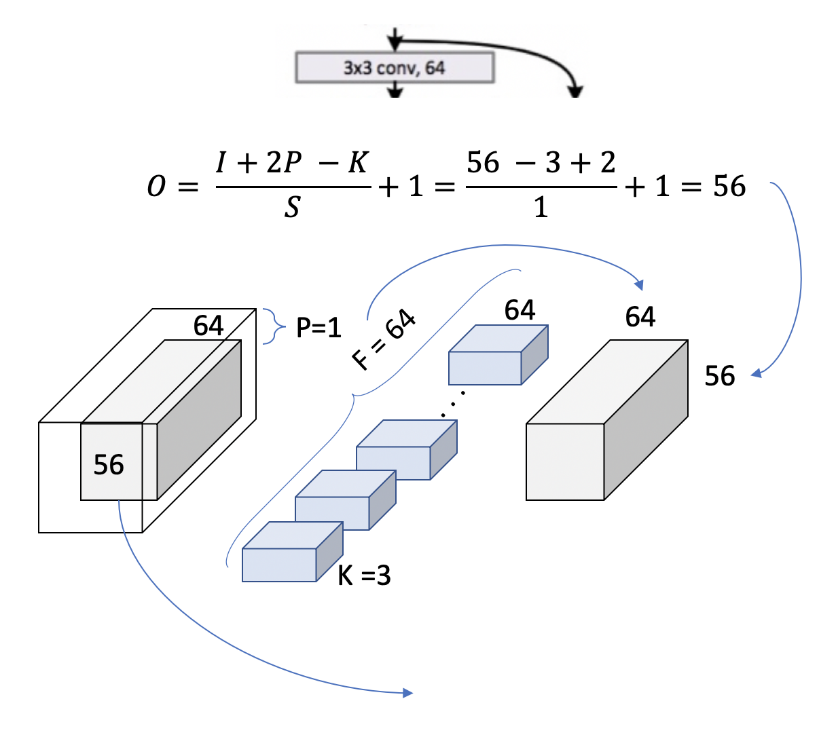 3x3 conv, 64
O = (I + 2P − K)/S + 1 = (56 − 3 + 2)/1 + 1 = 56
64
P=1
F = 64
64
64
56
56
K =3